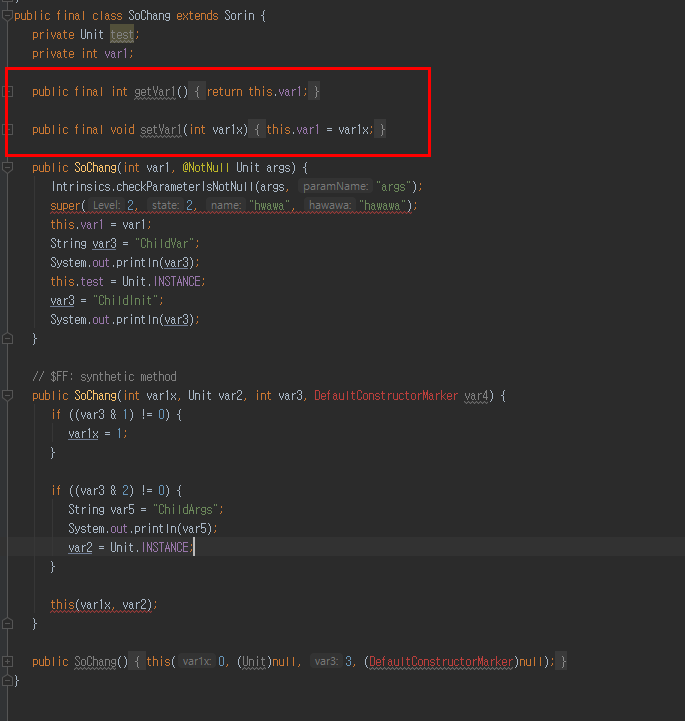 public final class SoChang extends Sorin {
private Unit test;
private int var1;
public final int getVar1() { return this.var1; }
public final void setVar1(int var1x) { this.var1 = var1x; }
public SoChang(int var1, @NotNull Unit args) {
Intrinsics.checkParameterIsNotNull(args, paramName: "args");
super( Level: 2, state: 2, name: "hwawa", hawawa: "hawawa");
this.var1 = var1;
String var3 = "ChildVar";
System.out.println(var3);
this.test = Unit.INSTANCE;
var3 = "ChildInit";
System.out.println(var3);
}
// $FF: synthetic method
public SoChang(int var1x, Unit var2, int var3, DefaultConstructorMarker var4) {
if ((var3 & 1) != 0) {
var1x = 1;
}
if ((var3 & 2) != 0) {
String var5 = "ChildArgs";
System.out.println(var5);
var2 = Unit.INSTANCE;
}
this(var1x, var2);
}
public SoChang() { this( var1x: 0, (Unit)null, var3: 3, (DefaultConstructorMarker)null); }
}